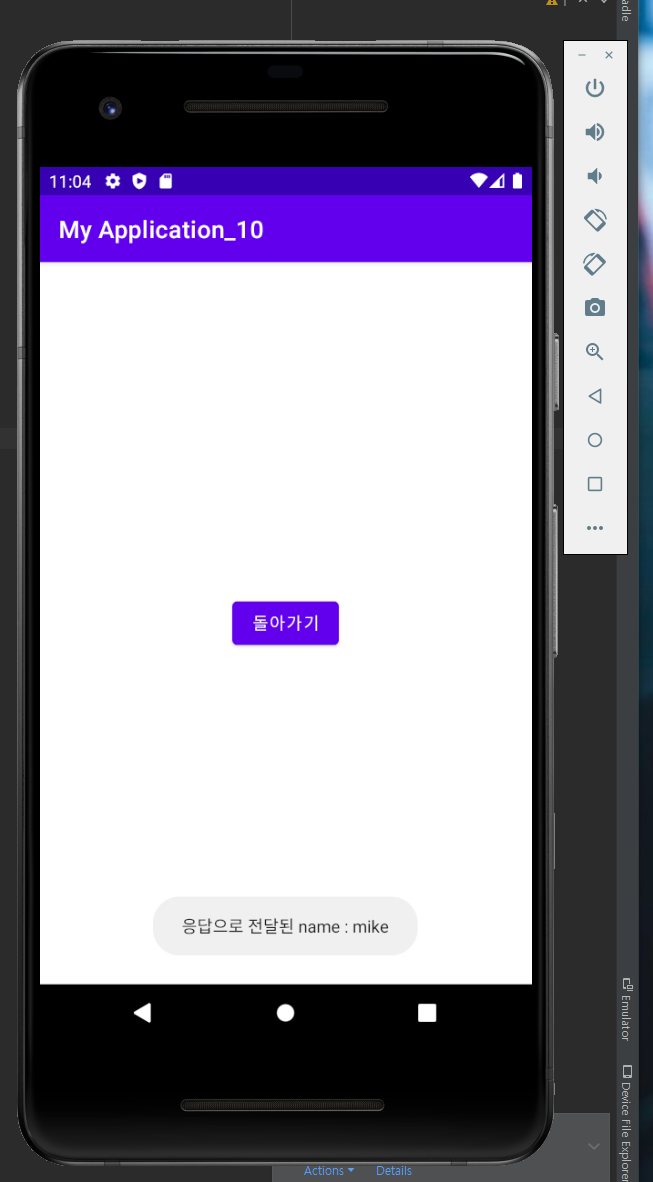 adle
11:04
My Application_10
돌아가기
응답으로 전달된 name : mike
Emulator
Device File Explorer
Actions
Details